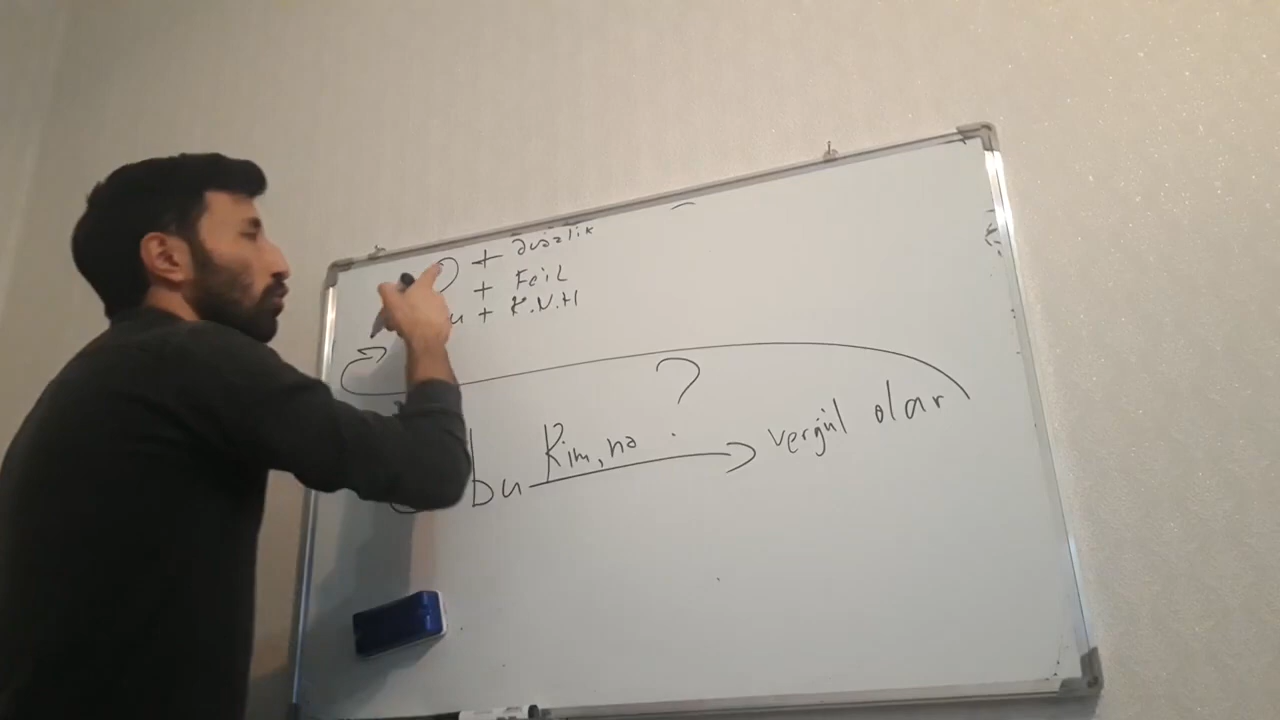 + əvəzlik
+ Feil
u + K.N.H
?
Kim, nə
bu → vergül olar